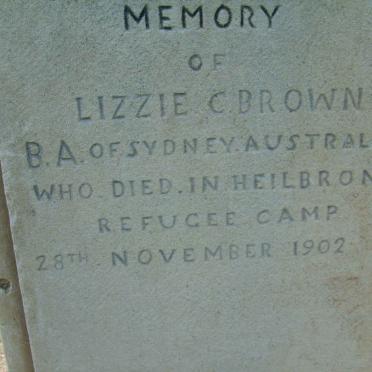 MEMORY
OF
LIZZIE C BROWN
B.A. OF SYDNEY. AUSTRAL
WHO. DIED. IN HEILBRON
REFUGEE CAMP
28TH. NOVEMBER 1902.